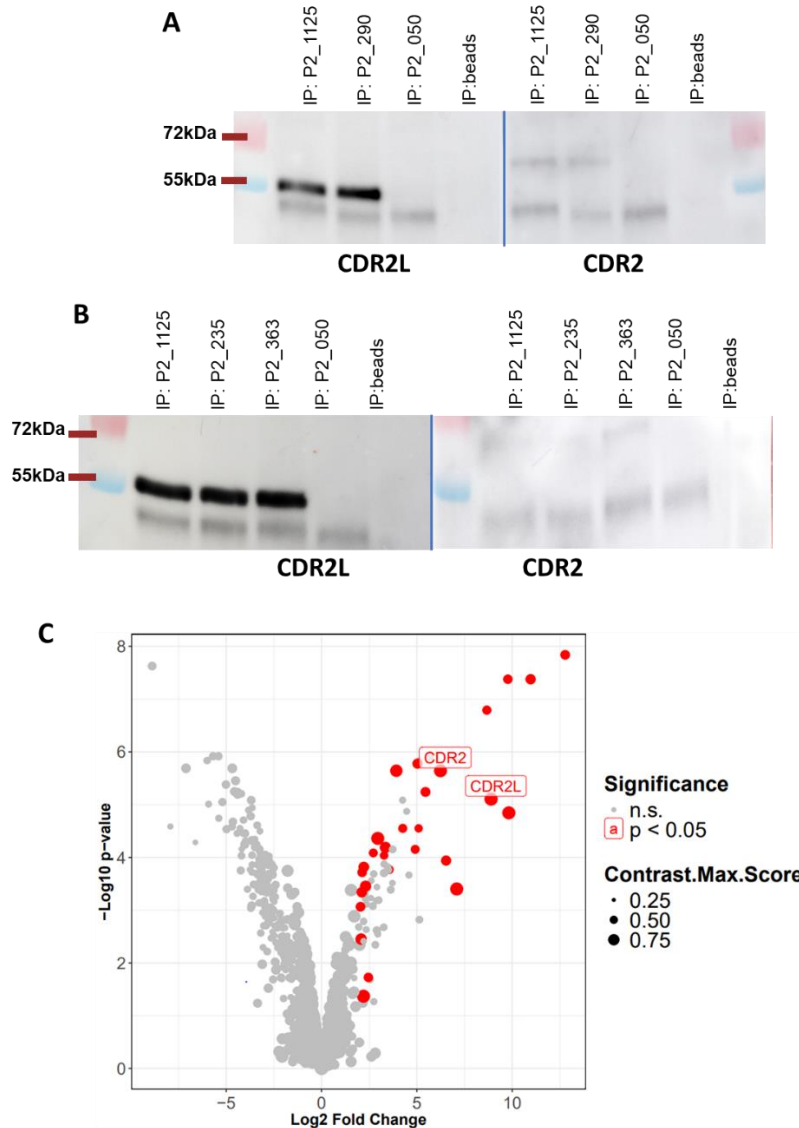 A
IP: P2_1125
IP: P2_290
IP: P2_050
IP:beads
IP: P2_1125
IP: P2_290
IP: P2_050
IP:beads
72kDa
55kDa
CDR2L
CDR2
B
IP: P2_1125
IP: P2_235
IP: P2_363
IP: P2_050
IP:beads
IP: P2_1125
IP: P2_235
IP: P2_363
IP: P2_050
IP:beads
72kDa
55kDa
CDR2L
CDR2
C
8
6
4
2
0
−Log10 p−value
CDR2
CDR2L
−5
0
5
10
Log2 Fold Change
Significance
n.s.
a p < 0.05
Contrast.Max.Score
0.25
0.50
0.75